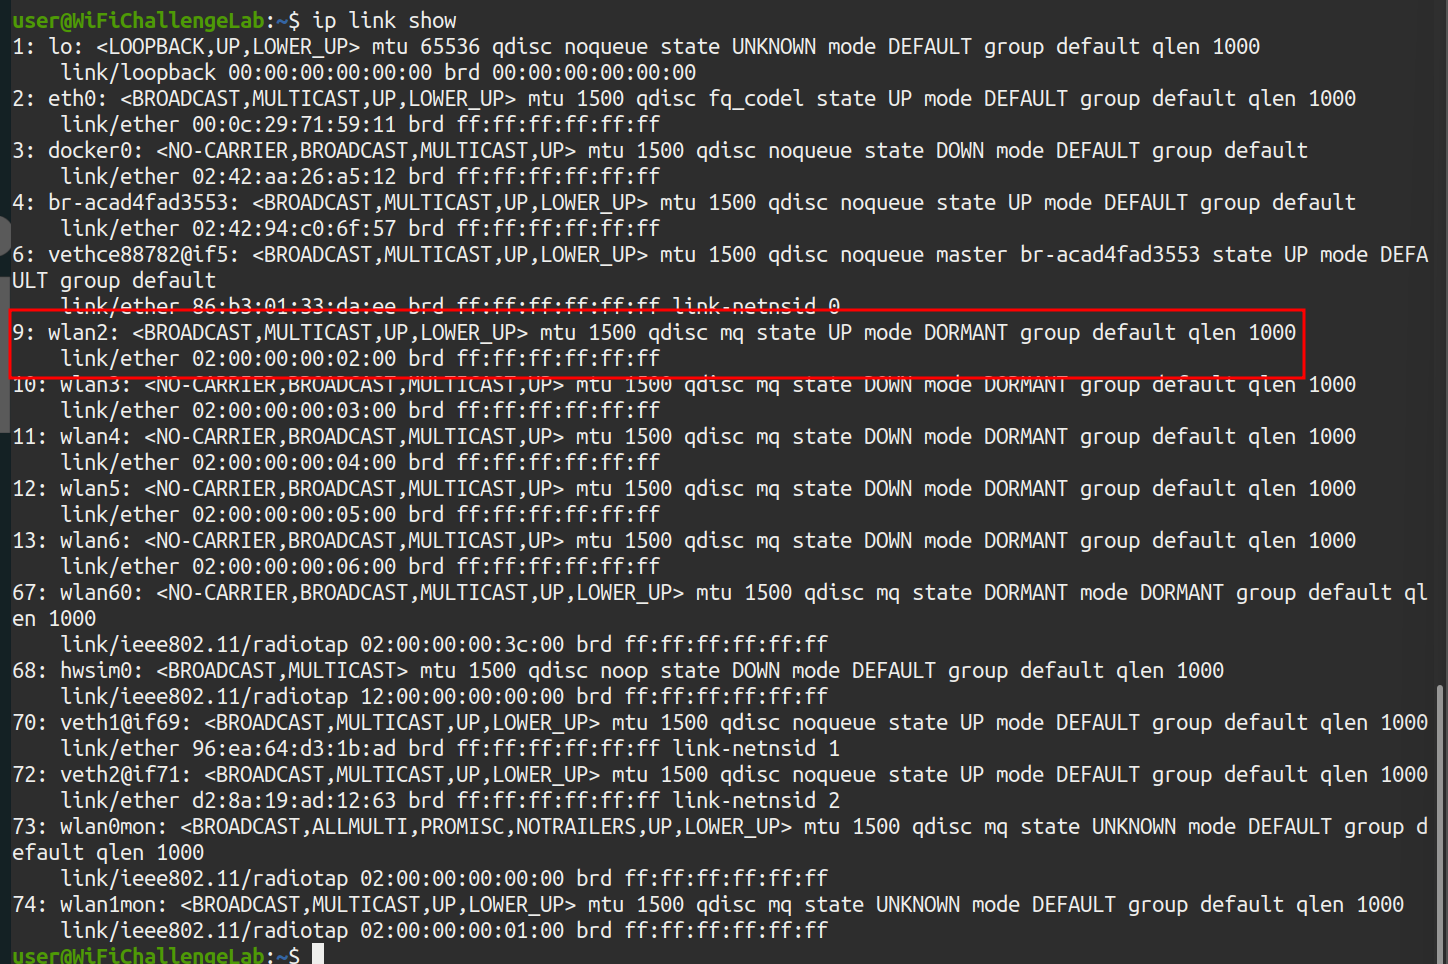 user@WiFiChallengeLab:~$ ip link show
1: lo: <LOOPBACK,UP,LOWER_UP> mtu 65536 qdisc noqueue state UNKNOWN mode DEFAULT group default qlen 1000
    link/loopback 00:00:00:00:00:00 brd 00:00:00:00:00:00
2: eth0: <BROADCAST,MULTICAST,UP,LOWER_UP> mtu 1500 qdisc fq_codel state UP mode DEFAULT group default qlen 1000
    link/ether 00:0c:29:71:59:11 brd ff:ff:ff:ff:ff:ff
3: docker0: <NO-CARRIER,BROADCAST,MULTICAST,UP> mtu 1500 qdisc noqueue state DOWN mode DEFAULT group default
    link/ether 02:42:aa:26:a5:12 brd ff:ff:ff:ff:ff:ff
4: br-acad4fad3553: <BROADCAST,MULTICAST,UP,LOWER_UP> mtu 1500 qdisc noqueue state UP mode DEFAULT group default
    link/ether 02:42:94:c0:6f:57 brd ff:ff:ff:ff:ff:ff
6: vethce88782@if5: <BROADCAST,MULTICAST,UP,LOWER_UP> mtu 1500 qdisc noqueue master br-acad4fad3553 state UP mode DEFA
ULT group default
    link/ether 86:b3:01:33:da:ee brd ff:ff:ff:ff:ff:ff link-netnsid 0
9: wlan2: <BROADCAST,MULTICAST,UP,LOWER_UP> mtu 1500 qdisc mq state UP mode DORMANT group default qlen 1000
    link/ether 02:00:00:00:02:00 brd ff:ff:ff:ff:ff:ff
10: wlan3: <NO-CARRIER,BROADCAST,MULTICAST,UP> mtu 1500 qdisc mq state DOWN mode DORMANT group default qlen 1000
    link/ether 02:00:00:00:03:00 brd ff:ff:ff:ff:ff:ff
11: wlan4: <NO-CARRIER,BROADCAST,MULTICAST,UP> mtu 1500 qdisc mq state DOWN mode DORMANT group default qlen 1000
    link/ether 02:00:00:00:04:00 brd ff:ff:ff:ff:ff:ff
12: wlan5: <NO-CARRIER,BROADCAST,MULTICAST,UP> mtu 1500 qdisc mq state DOWN mode DORMANT group default qlen 1000
    link/ether 02:00:00:00:05:00 brd ff:ff:ff:ff:ff:ff
13: wlan6: <NO-CARRIER,BROADCAST,MULTICAST,UP> mtu 1500 qdisc mq state DOWN mode DORMANT group default qlen 1000
    link/ether 02:00:00:00:06:00 brd ff:ff:ff:ff:ff:ff
67: wlan60: <NO-CARRIER,BROADCAST,MULTICAST,UP,LOWER_UP> mtu 1500 qdisc mq state DORMANT mode DORMANT group default ql
en 1000
    link/ieee802.11/radiotap 02:00:00:00:3c:00 brd ff:ff:ff:ff:ff:ff
68: hwsim0: <BROADCAST,MULTICAST> mtu 1500 qdisc noop state DOWN mode DEFAULT group default qlen 1000
    link/ieee802.11/radiotap 12:00:00:00:00:00 brd ff:ff:ff:ff:ff:ff
70: veth1@if69: <BROADCAST,MULTICAST,UP,LOWER_UP> mtu 1500 qdisc noqueue state UP mode DEFAULT group default qlen 1000
    link/ether 96:ea:64:d3:1b:ad brd ff:ff:ff:ff:ff:ff link-netnsid 1
72: veth2@if71: <BROADCAST,MULTICAST,UP,LOWER_UP> mtu 1500 qdisc noqueue state UP mode DEFAULT group default qlen 1000
    link/ether d2:8a:19:ad:12:63 brd ff:ff:ff:ff:ff:ff link-netnsid 2
73: wlan0mon: <BROADCAST,ALLMULTI,PROMISC,NOTRAILERS,UP,LOWER_UP> mtu 1500 qdisc mq state UNKNOWN mode DEFAULT group d
efault qlen 1000
    link/ieee802.11/radiotap 02:00:00:00:00:00 brd ff:ff:ff:ff:ff:ff
74: wlan1mon: <BROADCAST,MULTICAST,UP,LOWER_UP> mtu 1500 qdisc mq state UNKNOWN mode DEFAULT group default qlen 1000
    link/ieee802.11/radiotap 02:00:00:00:01:00 brd ff:ff:ff:ff:ff:ff
user@WiFiChallengeLab:~$